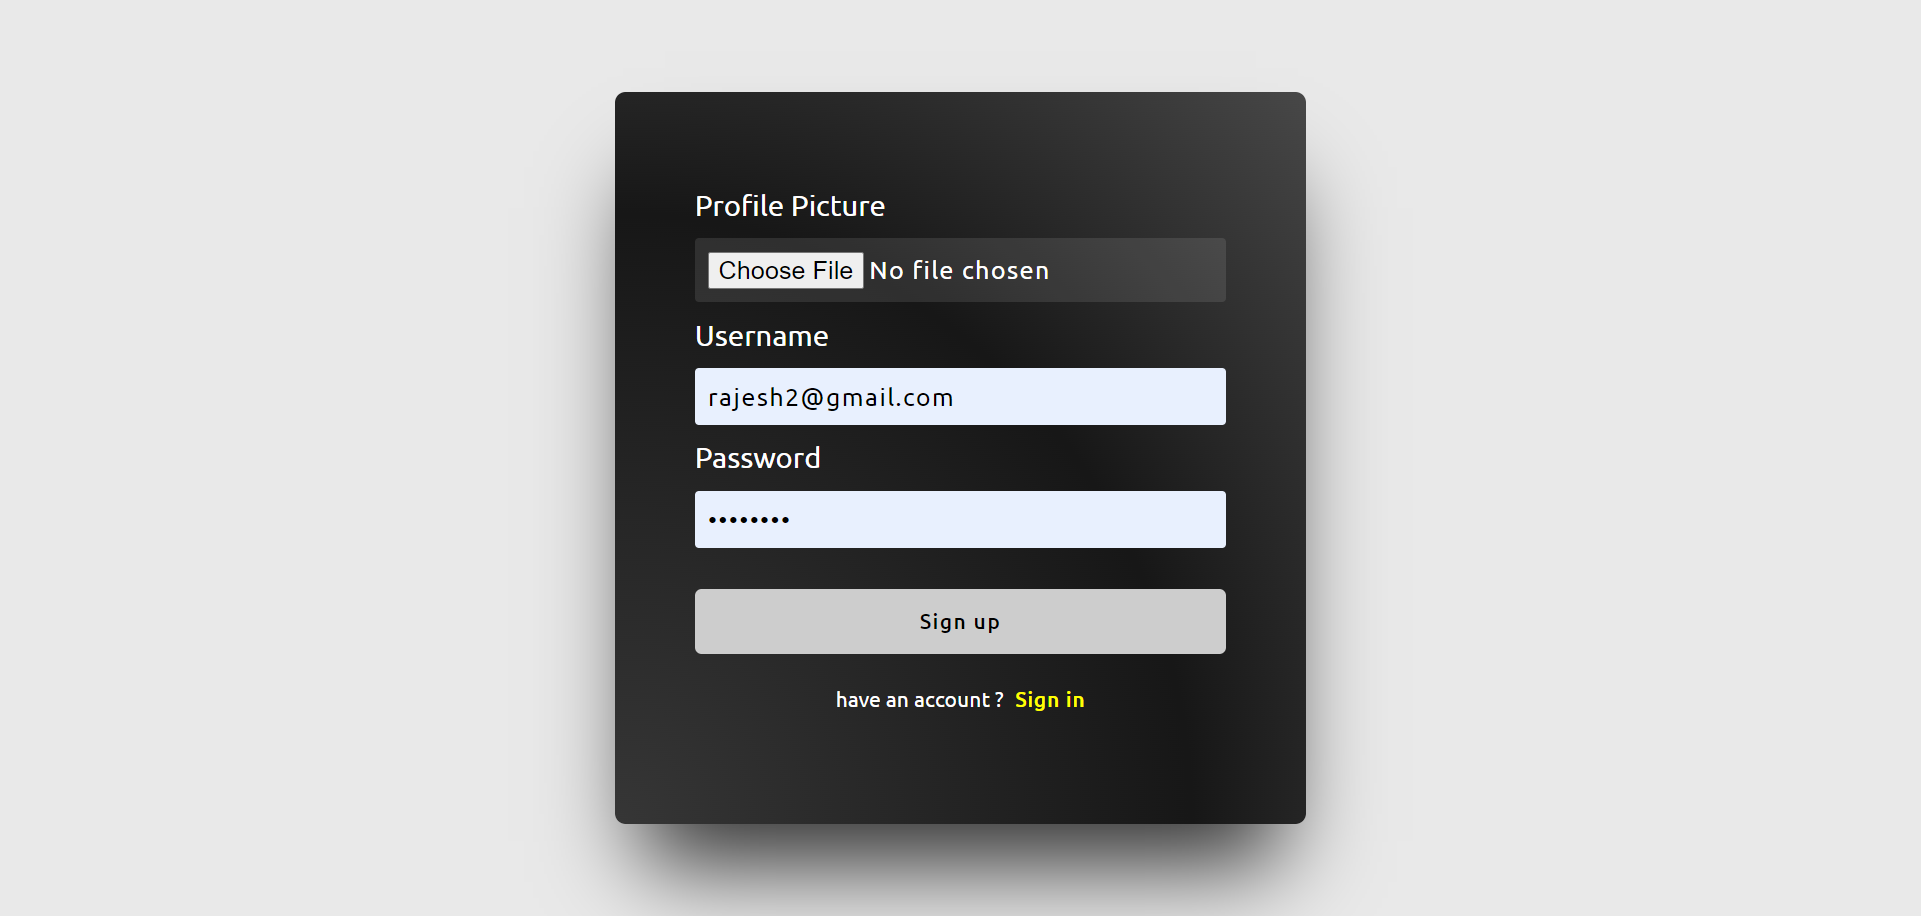 Profile Picture
Choose File No file chosen
Username
rajesh2@gmail.com
Password
••••••••
Sign up
have an account ? Sign in